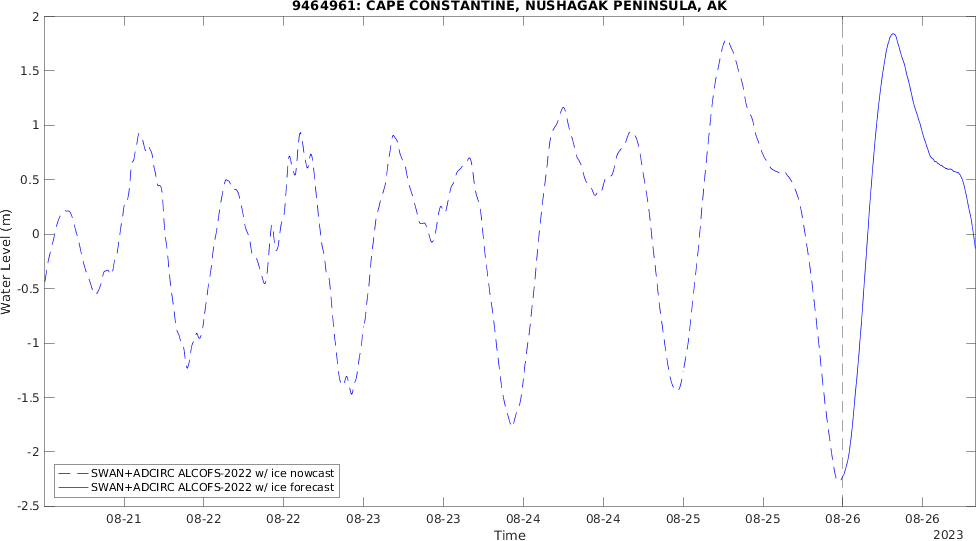 9464961: CAPE CONSTANTINE, NUSHAGAK PENINSULA, AK
2
1.5
1
0.5
0
-0.5
-1
-1.5
-2
-2.5
Water Level (m)
SWAN+ADCIRC ALCOFS-2022 w/ ice nowcast
SWAN+ADCIRC ALCOFS-2022 w/ ice forecast
08-21 08-22 08-22 08-23 08-23 08-24 08-24 08-25 08-25 08-26 08-26
Time
2023